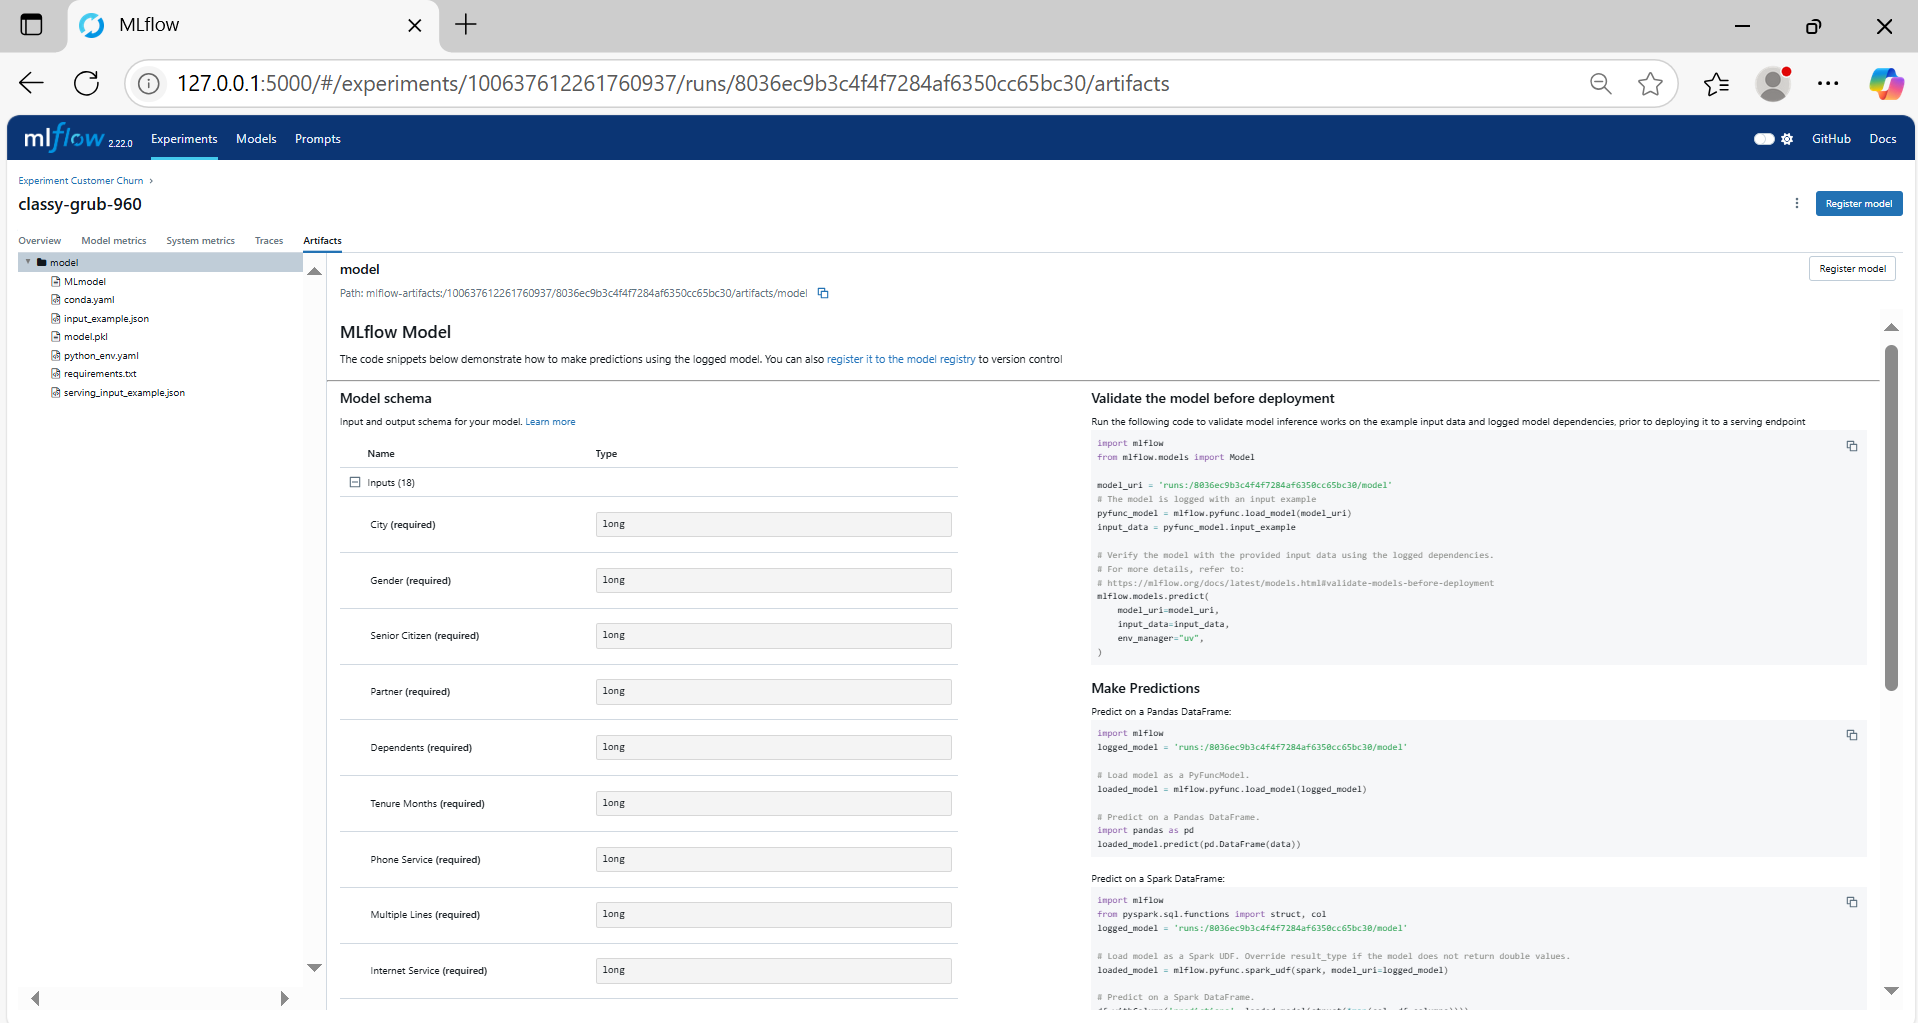 MLflow
127.0.0.1:5000/#/experiments/100637612261760937/runs/8036ec9b3c4f4f7284af6350cc65bc30/artifacts
mlflow 2.22.0 Experiments Models Prompts GitHub Docs
Experiment Customer Churn
classy-grub-960
Register model
Overview Model metrics System metrics Traces Artifacts
model
MLmodel
conda.yaml
input_example.json
model.pkl
python_env.yaml
requirements.txt
serving_input_example.json
model
Register model
Path: mlflow-artifacts:/100637612261760937/8036ec9b3c4f4f7284af6350cc65bc30/artifacts/model
MLflow Model
The code snippets below demonstrate how to make predictions using the logged model. You can also register it to the model registry to version control
Model schema
Input and output schema for your model. Learn more
Name Type
Inputs (18)
City (required) long
Gender (required) long
Senior Citizen (required) long
Partner (required) long
Dependents (required) long
Tenure Months (required) long
Phone Service (required) long
Multiple Lines (required) long
Internet Service (required) long
Validate the model before deployment
Run the following code to validate model inference works on the example input data and logged model dependencies, prior to deploying it to a serving endpoint
import mlflow
from mlflow.models import Model
model_uri = 'runs:/8036ec9b3c4f4f7284af6350cc65bc30/model'
# The model is logged with an input example
pyfunc_model = mlflow.pyfunc.load_model(model_uri)
input_data = pyfunc_model.input_example
# Verify the model with the provided input data using the logged dependencies.
# For more details, refer to:
# https://mlflow.org/docs/latest/models.html#validate-models-before-deployment
mlflow.models.predict(
model_uri=model_uri,
input_data=input_data,
env_manager="uv",
)
Make Predictions
Predict on a Pandas DataFrame:
import mlflow
logged_model = 'runs:/8036ec9b3c4f4f7284af6350cc65bc30/model'
# Load model as a PyFuncModel.
loaded_model = mlflow.pyfunc.load_model(logged_model)
# Predict on a Pandas DataFrame.
import pandas as pd
loaded_model.predict(pd.DataFrame(data))
Predict on a Spark DataFrame:
import mlflow
from pyspark.sql.functions import struct, col
logged_model = 'runs:/8036ec9b3c4f4f7284af6350cc65bc30/model'
# Load model as a Spark UDF. Override result_type if the model does not return double values.
loaded_model = mlflow.pyfunc.spark_udf(spark, model_uri=logged_model)
# Predict on a Spark DataFrame.